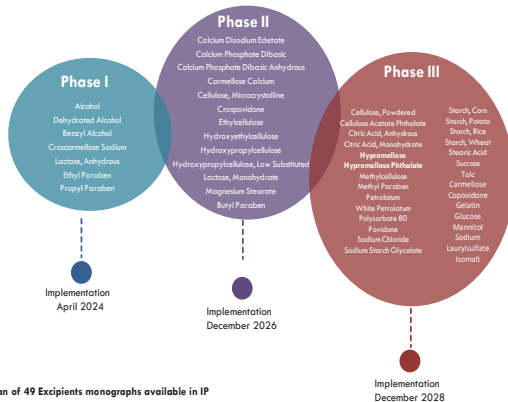 Phase I
Alcohol
Dehydrated Alcohol
Benzyl Alcohol
Croscarmellose Sodium
Lactose, Anhydrous
Ethyl Paraben
Propyl Paraben
Implementation
April 2024
Phase II
Calcium Disodium Edetate
Calcium Phosphate Dibasic
Calcium Phosphate Dibasic Anhydrous
Carmellose Calcium
Cellulose, Microcrystalline
Crospovidone
Ethylcellulose
Hydroxyethylcellulose
Hydroxypropylcellulose
Hydroxypropylcellulose, Low Substituted
Lactose, Monohydrate
Magnesium Stearate
Butyl Paraben
Implementation
December 2026
Phase III
Cellulose, Powdered
Cellulose Acetate Phthalate
Citric Acid, Anhydrous
Citric Acid, Monohydrate
Hypromellose
Hypromellose Phthalate
Methylcellulose
Methyl Paraben
Petrolatum
White Petrolatum
Polysorbate 80
Povidone
Sodium Chloride
Sodium Starch Glycolate
Starch, Corn
Starch, Potato
Starch, Rice
Starch, Wheat
Stearic Acid
Sucrose
Talc
Carmellose
Copovidone
Gelatin
Glucose
Mannitol
Sodium
Laurylsulfate
Isomalt
Implementation
December 2028
an of 49 Excipients monographs available in IP